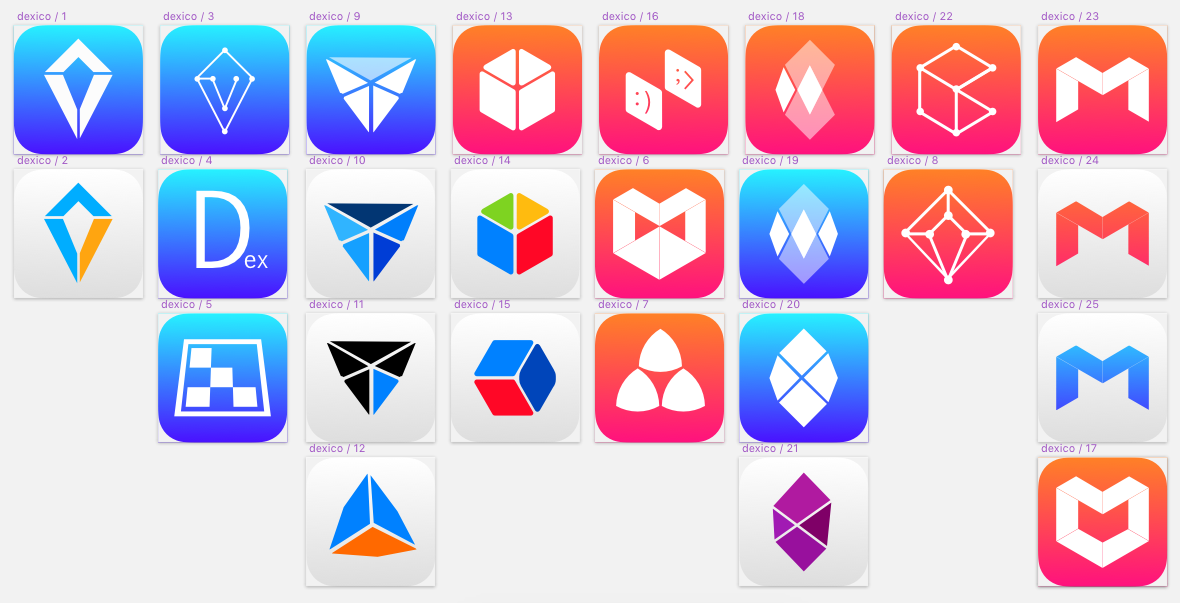 dexico / 1
dexico / 3
dexico / 9
dexico / 13
dexico / 16
dexico / 18
dexico / 22
dexico / 23
:)
;>
dexico / 2
dexico / 4
dexico / 10
dexico / 14
dexico / 6
dexico / 19
dexico / 8
dexico / 24
Dex
dexico / 5
dexico / 11
dexico / 15
dexico / 7
dexico / 20
dexico / 25
dexico / 12
dexico / 21
dexico / 17